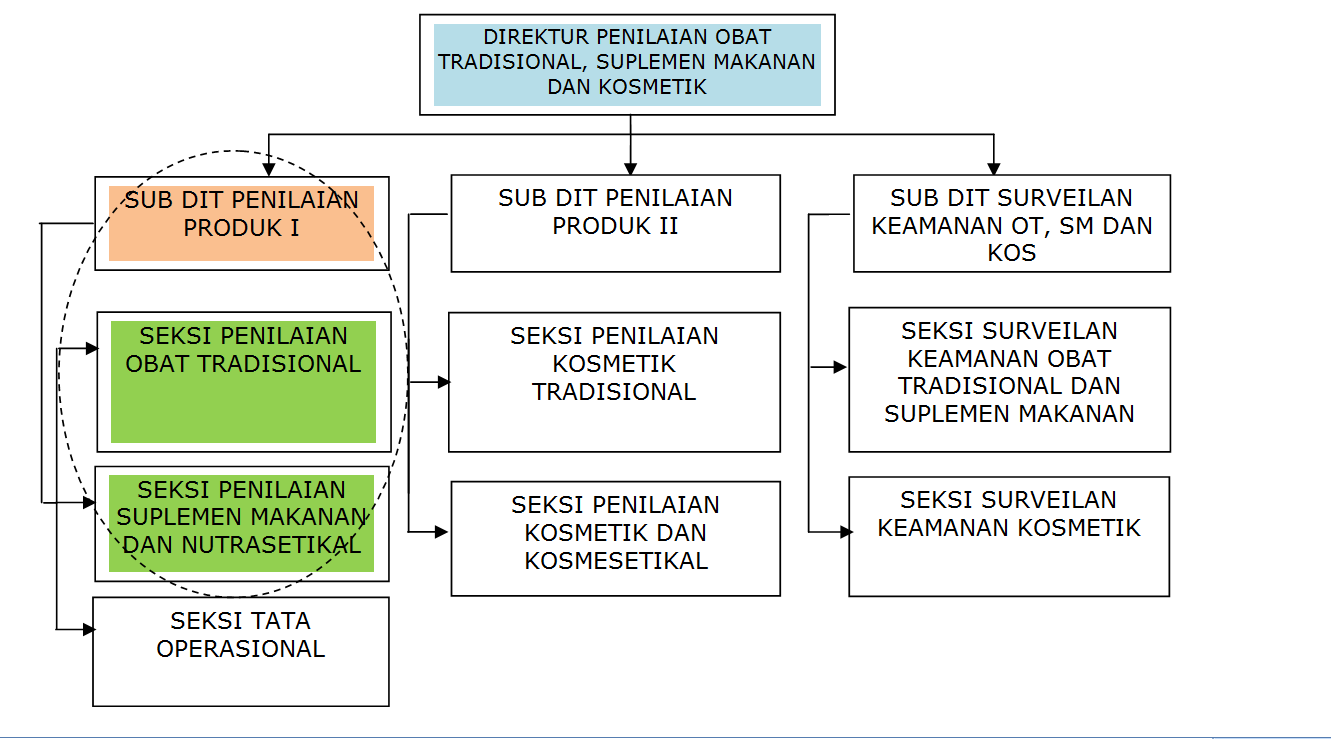 DIREKTUR PENILAIAN OBAT
TRADISIONAL, SUPLEMEN MAKANAN
DAN KOSMETIK
SUB DIT PENILAIAN
PRODUK I
SUB DIT PENILAIAN
PRODUK II
SUB DIT SURVEILAN
KEAMANAN OT, SM DAN
KOS
SEKSI PENILAIAN
OBAT TRADISIONAL
SEKSI PENILAIAN
KOSMETIK
TRADISIONAL
SEKSI SURVEILAN
KEAMANAN OBAT
TRADISIONAL DAN
SUPLEMEN MAKANAN
SEKSI PENILAIAN
SUPLEMEN MAKANAN
DAN NUTRASETIKAL
SEKSI PENILAIAN
KOSMETIK DAN
KOSMESETIKAL
SEKSI SURVEILAN
KEAMANAN KOSMETIK
SEKSI TATA
OPERASIONAL